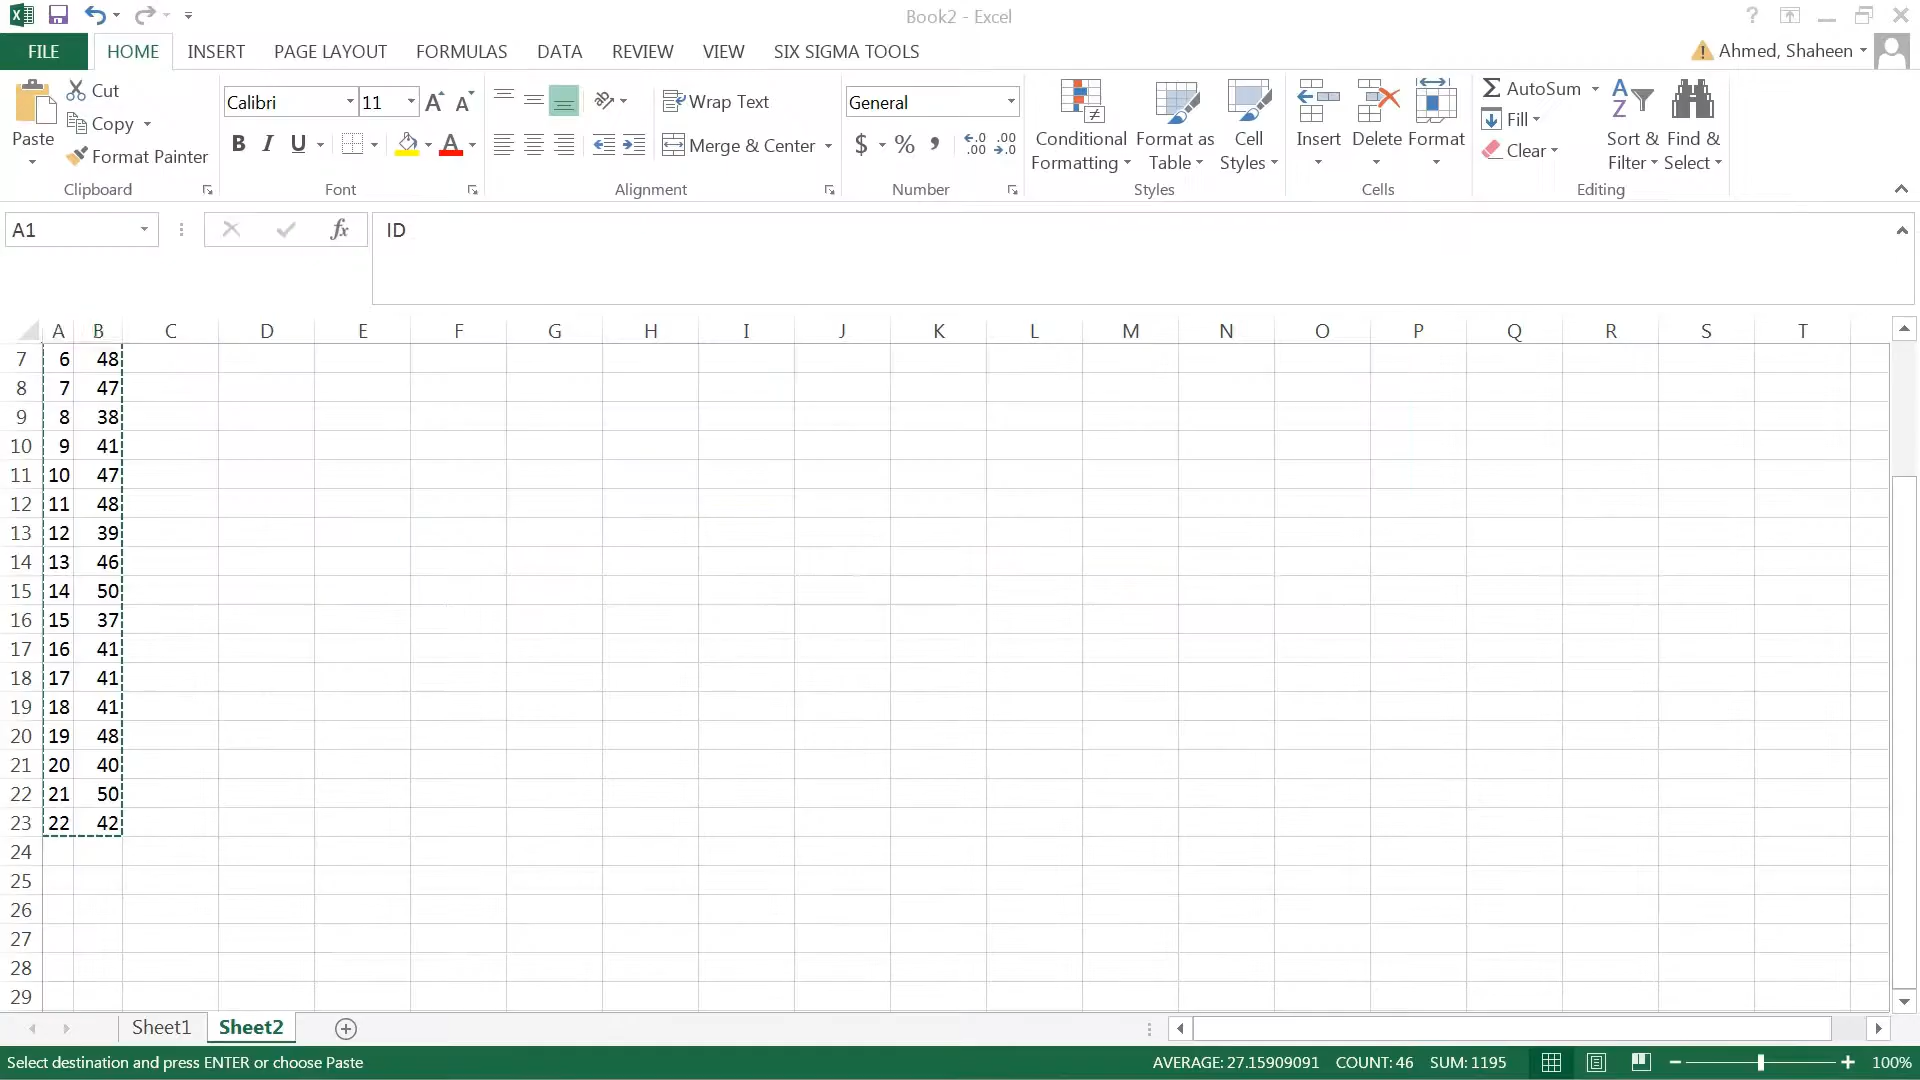 Book2 - Excel
FILE HOME INSERT PAGE LAYOUT FORMULAS DATA REVIEW VIEW SIX SIGMA TOOLS Ahmed, Shaheen
Paste
Cut
Copy
Format Painter
Clipboard
Calibri 11
B I U A
Font
Wrap Text
Merge & Center
Alignment
General
$ % , .00 .00
Number
Conditional Formatting
Format as Table
Cell Styles
Styles
Insert Delete Format
Cells
AutoSum
Fill
Clear
Sort & Filter
Find & Select
Editing
A1 fx ID
A B C D E F G H I J K L M N O P Q R S T
7 6 48
8 7 47
9 8 38
10 9 41
11 10 47
12 11 48
13 12 39
14 13 46
15 14 50
16 15 37
17 16 41
18 17 41
19 18 41
20 19 48
21 20 40
22 21 50
23 22 42
24
25
26
27
28
29
Sheet1 Sheet2
Select destination and press ENTER or choose Paste AVERAGE: 27.15909091 COUNT: 46 SUM: 1195 100%